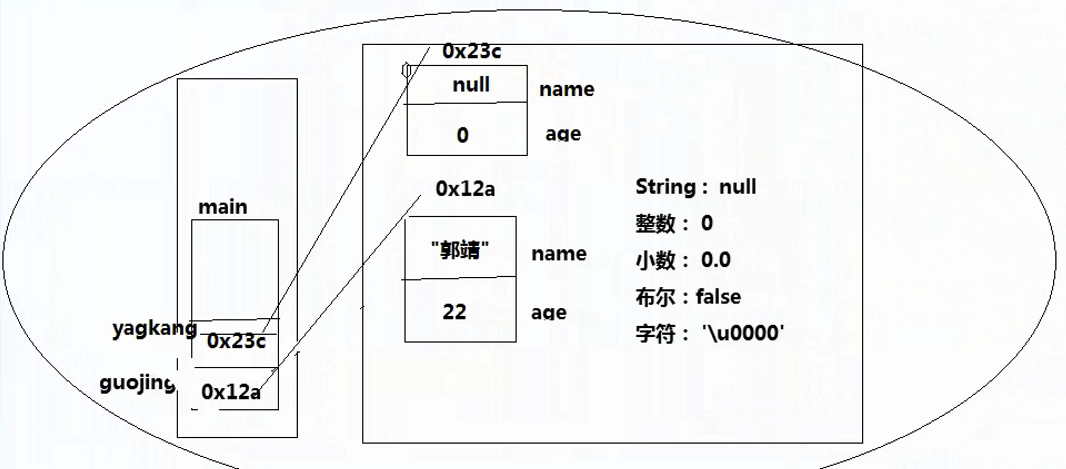 0x23c
null name
0 age
0x12a
"郭靖" name
22 age
main
yagkang 0x23c
guojing 0x12a
String： null
整数： 0
小数： 0.0
布尔：false
字符： '\u0000'